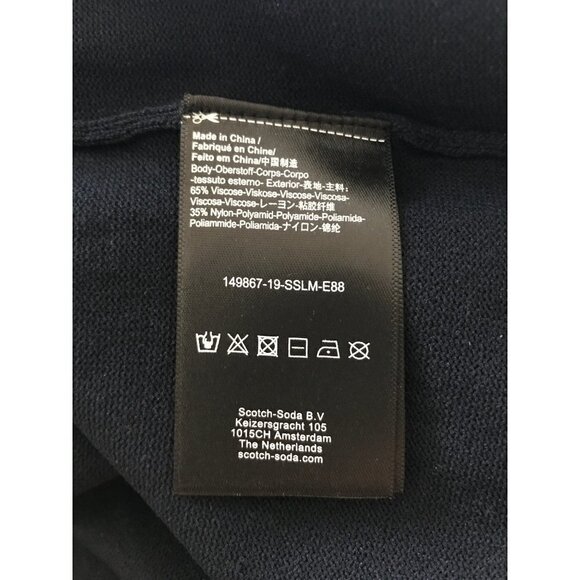 Made in China /
Fabriqué en Chine/
Feito em China/中国制造
Body-Oberstoff-Corps-Corpo
-tessuto esterno- Exterior-表地-主料:
65% Viscose-Viskose-Viscose-Viscosa-
Viscosa-Viscose-レーヨン-粘胶纤维
35% Nylon-Polyamid-Polyamide-Poliamida-
Poliammide-Poliamida-ナイロン-锦纶
149867-19-SSLM-E88
Scotch-Soda B.V
Keizersgracht 105
1015CH Amsterdam
The Netherlands
scotch-soda.com